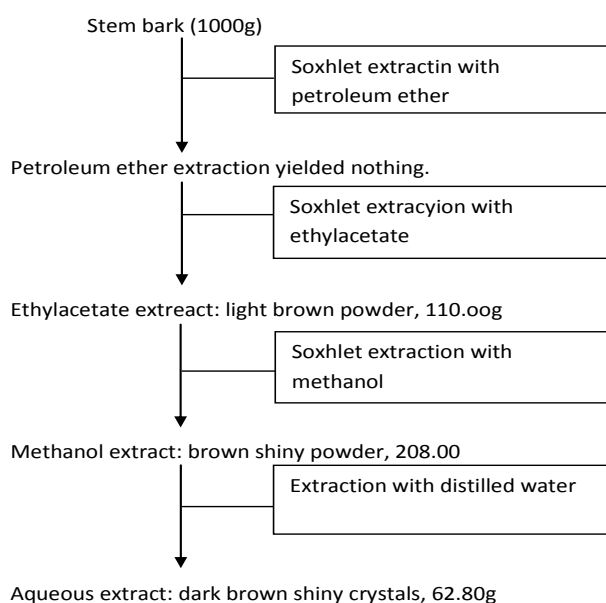 Stem bark (1000g)
Soxhlet extractin with
petroleum ether
Petroleum ether extraction yielded nothing.
Soxhlet extracyion with
ethylacetate
Ethylacetate extreact: light brown powder, 110.oog
Soxhlet extraction with
methanol
Methanol extract: brown shiny powder, 208.00
Extraction with distilled water
Aqueous extract: dark brown shiny crystals, 62.80g